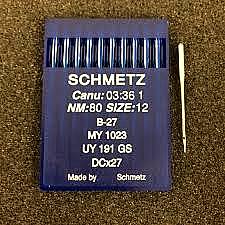 SCHMETZ
Canu: 03:36 1
NM:80 SIZE:12
B-27
MY 1023
UY 191 GS
DCx27
Made by Schmetz